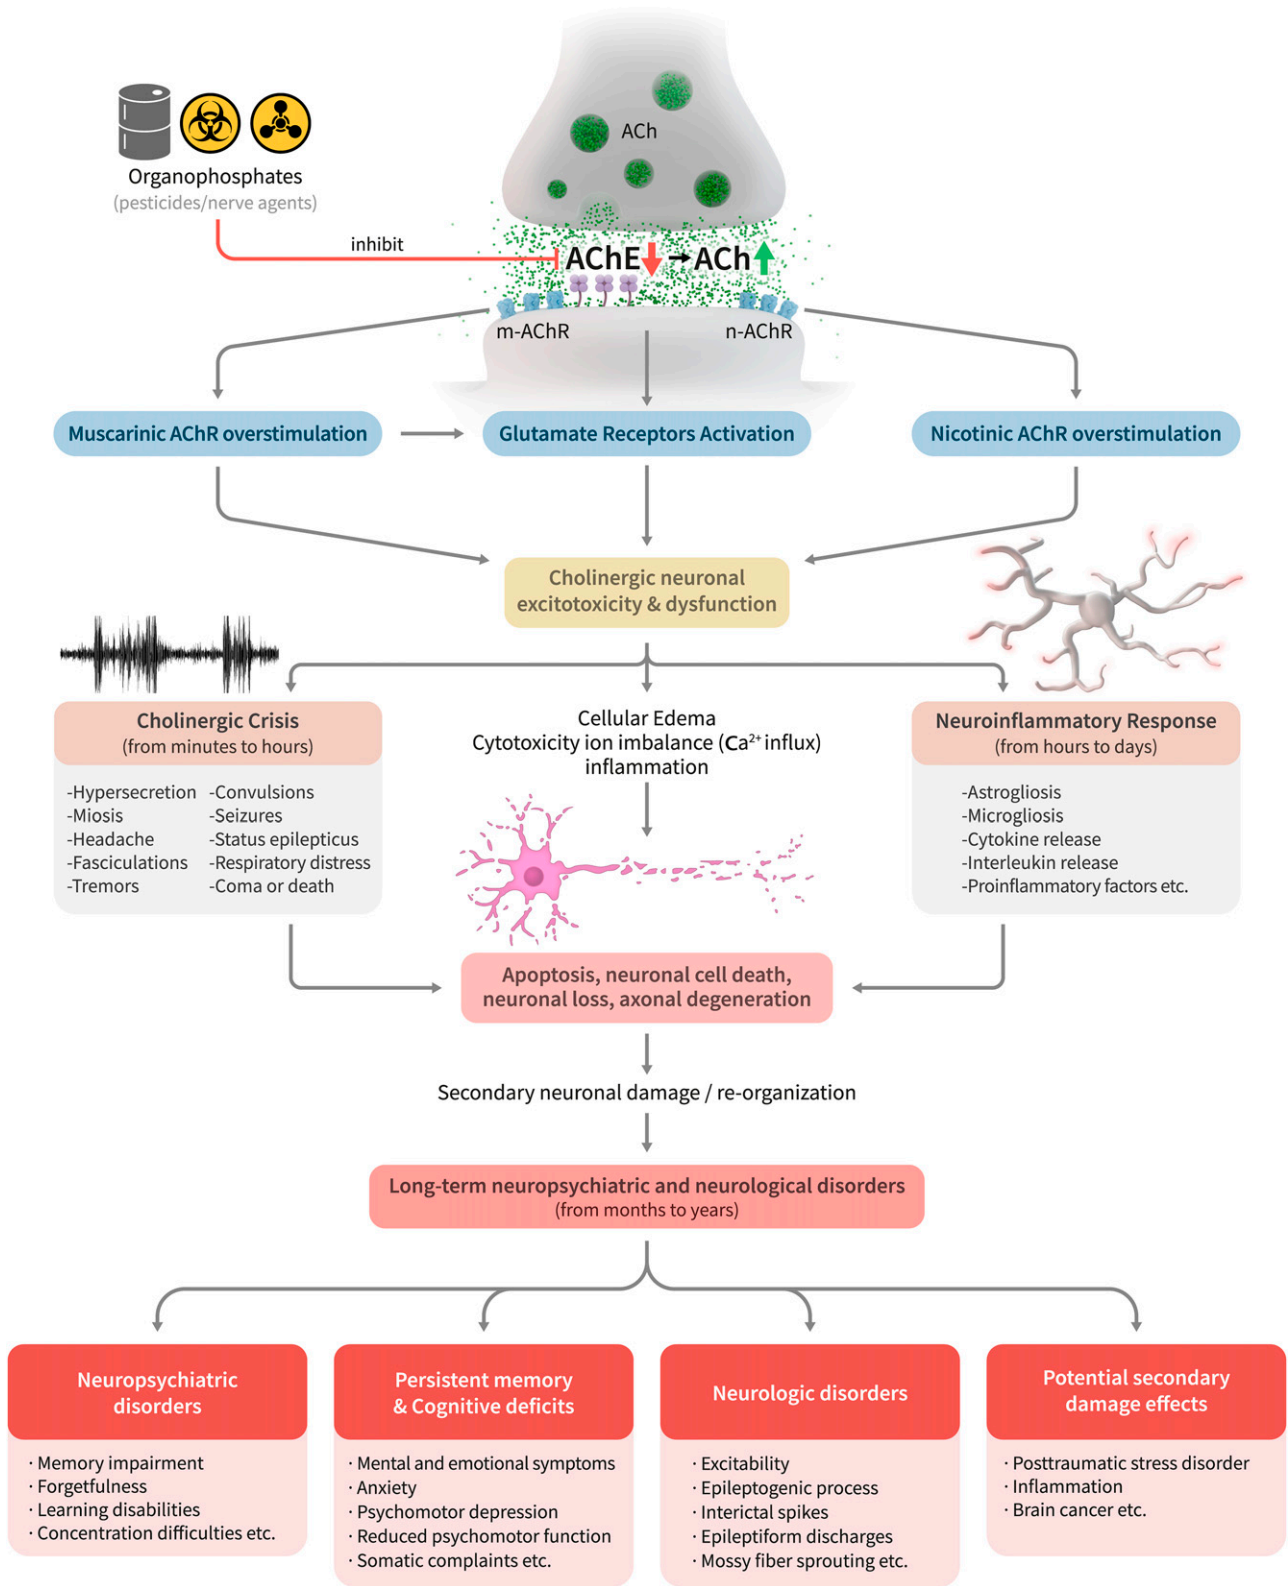 ACh
Organophosphates
(pesticides/nerve agents)
inhibit
AChE → ACh
m-AChR
n-AChR
Muscarinic AChR overstimulation
Glutamate Receptors Activation
Nicotinic AChR overstimulation
Cholinergic neuronal
excitotoxicity & dysfunction
Cholinergic Crisis
(from minutes to hours)
-Hypersecretion
-Miosis
-Headache
-Fasciculations
-Tremors
-Convulsions
-Seizures
-Status epilepticus
-Respiratory distress
-Coma or death
Cellular Edema
Cytotoxicity ion imbalance (Ca²⁺ influx)
inflammation
Neuroinflammatory Response
(from hours to days)
-Astrogliosis
-Microgliosis
-Cytokine release
-Interleukin release
-Proinflammatory factors etc.
Apoptosis, neuronal cell death,
neuronal loss, axonal degeneration
Secondary neuronal damage / re-organization
Long-term neuropsychiatric and neurological disorders
(from months to years)
Neuropsychiatric
disorders
· Memory impairment
· Forgetfulness
· Learning disabilities
· Concentration difficulties etc.
Persistent memory
& Cognitive deficits
· Mental and emotional symptoms
· Anxiety
· Psychomotor depression
· Reduced psychomotor function
· Somatic complaints etc.
Neurologic disorders
· Excitability
· Epileptogenic process
· Interictal spikes
· Epileptiform discharges
· Mossy fiber sprouting etc.
Potential secondary
damage effects
· Posttraumatic stress disorder
· Inflammation
· Brain cancer etc.